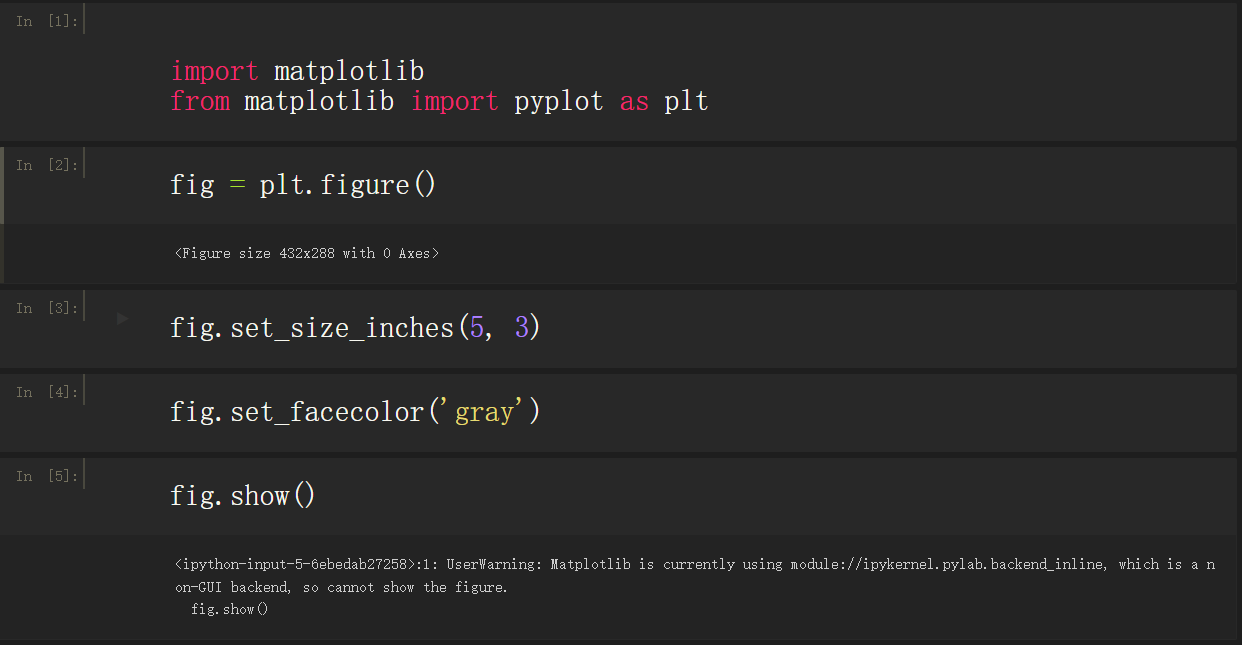 In [1]:
import matplotlib
from matplotlib import pyplot as plt
In [2]:
fig = plt.figure()
<Figure size 432x288 with 0 Axes>
In [3]:
fig.set_size_inches(5, 3)
In [4]:
fig.set_facecolor('gray')
In [5]:
fig.show()
<ipython-input-5-6ebedab27258>:1: UserWarning: Matplotlib is currently using module://ipykernel.pylab.backend_inline, which is a n
on-GUI backend, so cannot show the figure.
  fig.show()